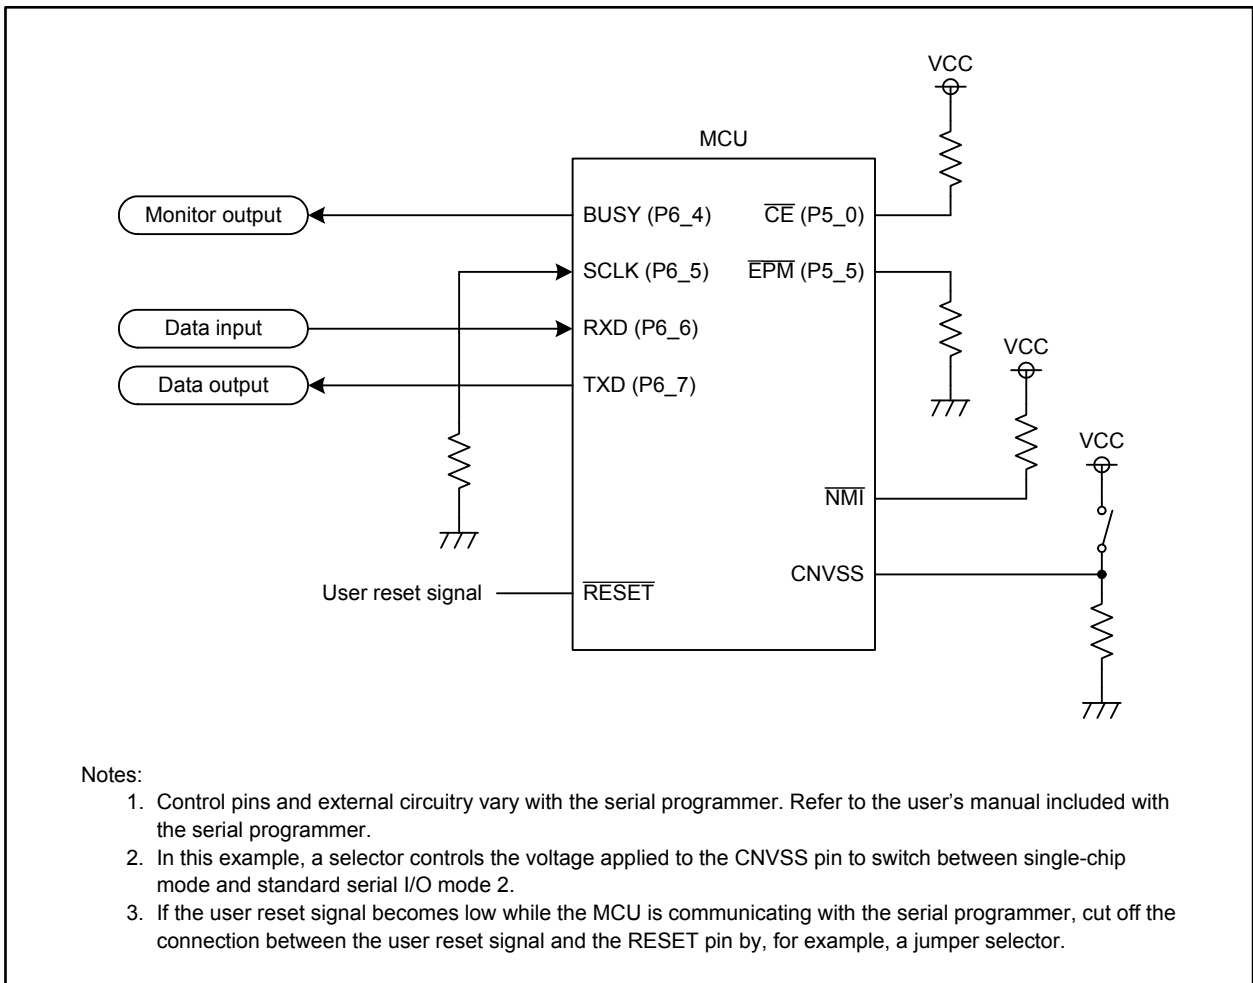 VCC
MCU
Monitor output
BUSY (P6_4)
CE (P5_0)
SCLK (P6_5)
EPM (P5_5)
Data input
RXD (P6_6)
VCC
Data output
TXD (P6_7)
VCC
NMI
CNVSS
User reset signal
RESET
Notes:
1. Control pins and external circuitry vary with the serial programmer. Refer to the user’s manual included with
the serial programmer.
2. In this example, a selector controls the voltage applied to the CNVSS pin to switch between single-chip
mode and standard serial I/O mode 2.
3. If the user reset signal becomes low while the MCU is communicating with the serial programmer, cut off the
connection between the user reset signal and the RESET pin by, for example, a jumper selector.